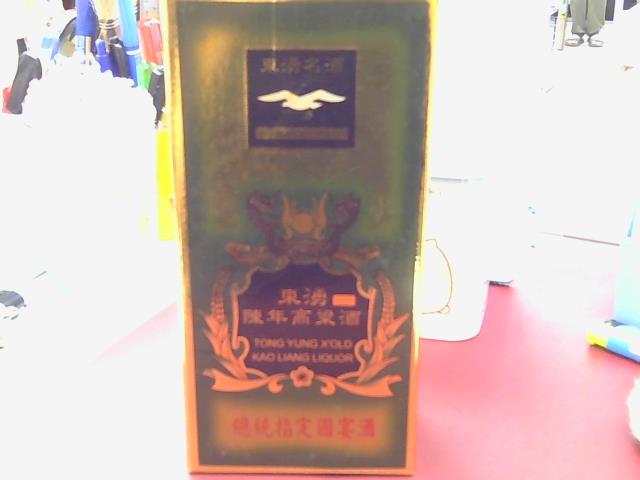 東湧名酒
東湧
陳年高粱酒
TONG YUNG X'OLD
KAO LIANG LIQUOR
總統指定國宴酒